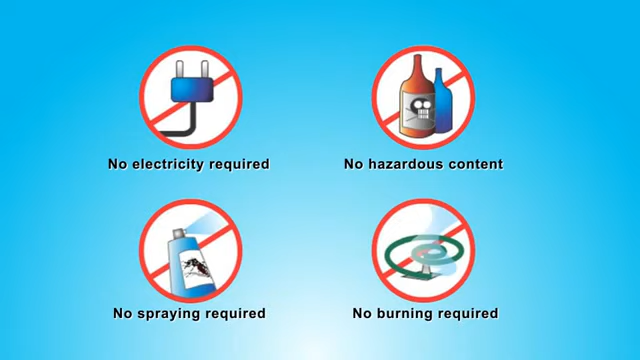 No electricity required
No hazardous content
No spraying required
No burning required